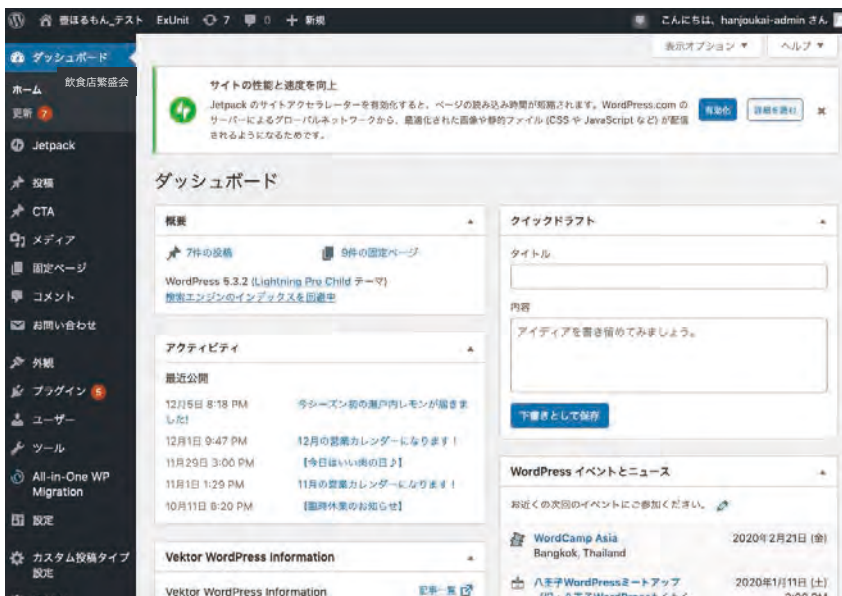 豊ほるもん_テスト ExUnit 7 0 + 新規 こんにちは、hanjoukai-admin さん
表示オプション ▼ ヘルプ ▼
ダッシュボード
飲食店繁盛会
ホーム
更新 7
Jetpack
投稿
CTA
メディア
固定ページ
コメント
お問い合わせ
外観
プラグイン 5
ユーザー
ツール
All-in-One WP
Migration
設定
カスタム投稿タイプ
設定
サイトの性能と速度を向上
Jetpack のサイトアクセラレーターを有効化すると、ページの読み込み時間が短縮されます。WordPress.com の
サーバーによるグローバルネットワークから、最適化された画像や静的ファイル (CSS や JavaScript など) が配信
されるようになるためです。
有効化 詳細を読む
ダッシュボード
概要
7件の投稿 9件の固定ページ
WordPress 5.3.2 (Lightning Pro Child テーマ)
検索エンジンのインデックスを回避中
アクティビティ
最近公開
12月5日 8:18 PM 今シーズン初の瀬戸内レモンが届きま
した!
12月1日 9:47 PM 12月の営業カレンダーになります！
11月29日 3:00 PM 【今日はいい肉の日♪】
11月1日 1:29 PM 11月の営業カレンダーになります！
10月11日 6:20 PM 【臨時休業のお知らせ】
Vektor WordPress Information
Vektor WordPress Information 記事一覧
クイックドラフト
タイトル
内容
アイディアを書き留めてみましょう。
下書きとして保存
WordPress イベントとニュース
お近くの次回のイベントにご参加ください。
WordCamp Asia 2020年2月21日 (金)
Bangkok, Thailand
八王子WordPressミートアップ 2020年1月11日 (土)